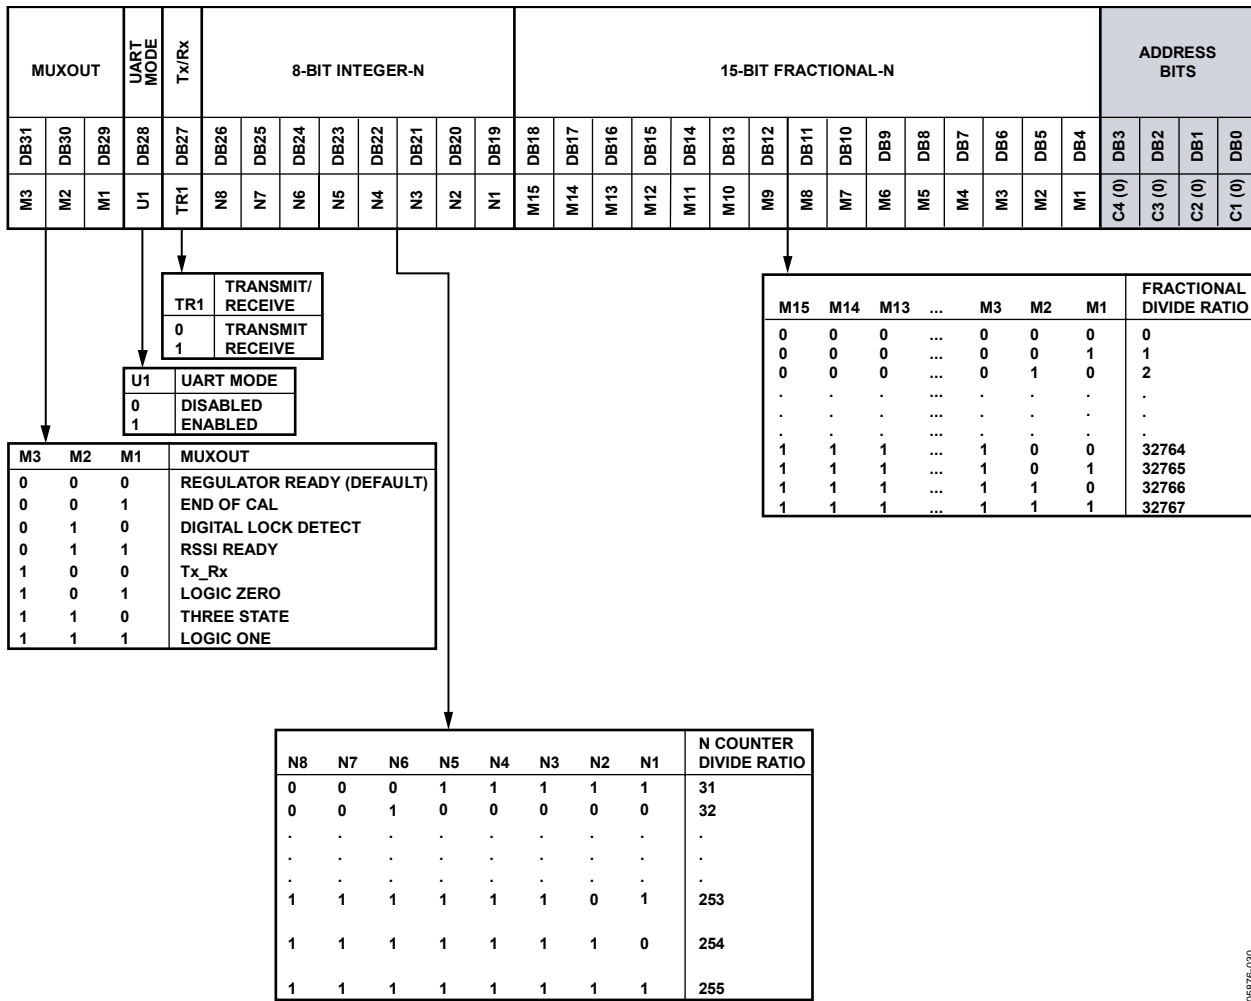 MUXOUT
UART MODE
Tx/Rx
8-BIT INTEGER-N
15-BIT FRACTIONAL-N
ADDRESS
BITS
DB31 DB30 DB29 DB28 DB27 DB26 DB25 DB24 DB23 DB22 DB21 DB20 DB19 DB18 DB17 DB16 DB15 DB14 DB13 DB12 DB11 DB10 DB9 DB8 DB7 DB6 DB5 DB4 DB3 DB2 DB1 DB0
M3 M2 M1 U1 TR1 N8 N7 N6 N5 N4 N3 N2 N1 M15 M14 M13 M12 M11 M10 M9 M8 M7 M6 M5 M4 M3 M2 M1 C4 (0) C3 (0) C2 (0) C1 (0)
TR1 TRANSMIT/
RECEIVE
0 TRANSMIT
1 RECEIVE
U1 UART MODE
0 DISABLED
1 ENABLED
M3 M2 M1 MUXOUT
0 0 0 REGULATOR READY (DEFAULT)
0 0 1 END OF CAL
0 1 0 DIGITAL LOCK DETECT
0 1 1 RSSI READY
1 0 0 Tx_Rx
1 0 1 LOGIC ZERO
1 1 0 THREE STATE
1 1 1 LOGIC ONE
M15 M14 M13 ... M3 M2 M1 FRACTIONAL
DIVIDE RATIO
0 0 0 ... 0 0 0 0
0 0 0 ... 0 0 1 1
0 0 0 ... 0 1 0 2
. . . ... . . . .
. . . ... . . . .
. . . ... . . . .
1 1 1 ... 1 0 0 32764
1 1 1 ... 1 0 1 32765
1 1 1 ... 1 1 0 32766
1 1 1 ... 1 1 1 32767
N8 N7 N6 N5 N4 N3 N2 N1 N COUNTER
DIVIDE RATIO
0 0 0 1 1 1 1 1 31
0 0 1 0 0 0 0 0 32
. . . . . . . . .
. . . . . . . . .
. . . . . . . . .
1 1 1 1 1 1 0 1 253
1 1 1 1 1 1 1 0 254
1 1 1 1 1 1 1 1 255
05876-030